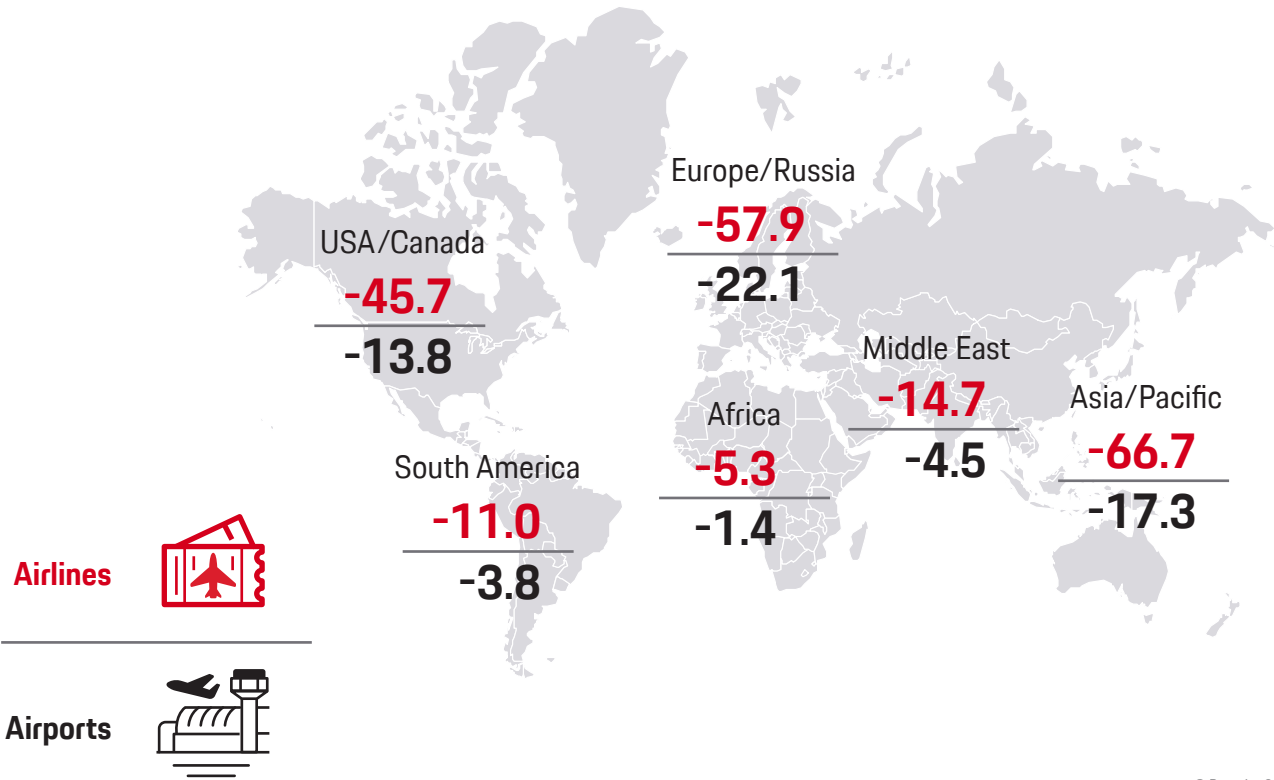 Europe/Russia
-57.9
-22.1
USA/Canada
-45.7
-13.8
Middle East
-14.7
-4.5
Asia/Pacific
-66.7
-17.3
Africa
-5.3
-1.4
South America
-11.0
-3.8
Airlines
Airports